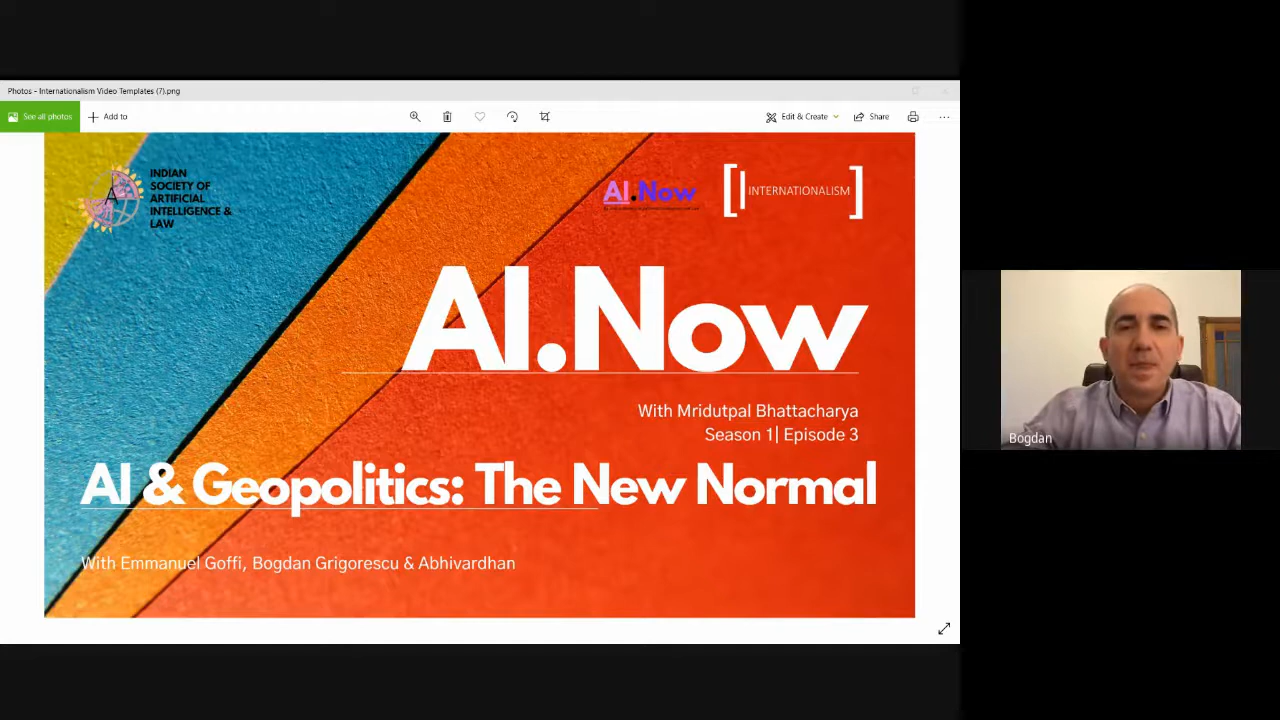 Photos - Internationalism Video Templates (7).png
See all photos
Add to
Edit & Create
Share
INDIAN
SOCIETY OF
ARTIFICIAL
INTELLIGENCE &
LAW
AI.Now
INTERNATIONALISM
AI.Now
With Mridutpal Bhattacharya
Season 1| Episode 3
AI & Geopolitics: The New Normal
With Emmanuel Goffi, Bogdan Grigorescu & Abhivardhan
Bogdan